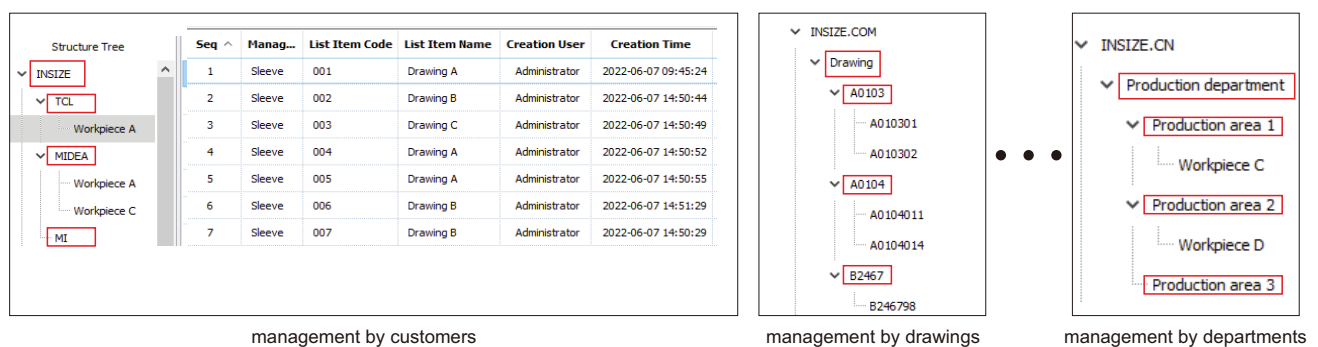 Structure Tree
INSIZE
TCL
Workpiece A
MIDEA
Workpiece A
Workpiece C
MI
Seq Manag... List Item Code List Item Name Creation User Creation Time
1 Sleeve 001 Drawing A Administrator 2022-06-07 09:45:24
2 Sleeve 002 Drawing B Administrator 2022-06-07 14:50:44
3 Sleeve 003 Drawing C Administrator 2022-06-07 14:50:49
4 Sleeve 004 Drawing A Administrator 2022-06-07 14:50:52
5 Sleeve 005 Drawing A Administrator 2022-06-07 14:50:55
6 Sleeve 006 Drawing B Administrator 2022-06-07 14:51:29
7 Sleeve 007 Drawing B Administrator 2022-06-07 14:50:29
management by customers
INSIZE.COM
Drawing
A0103
A010301
A010302
A0104
A0104011
A0104014
B2467
B246798
management by drawings
INSIZE.CN
Production department
Production area 1
Workpiece C
Production area 2
Workpiece D
Production area 3
management by departments